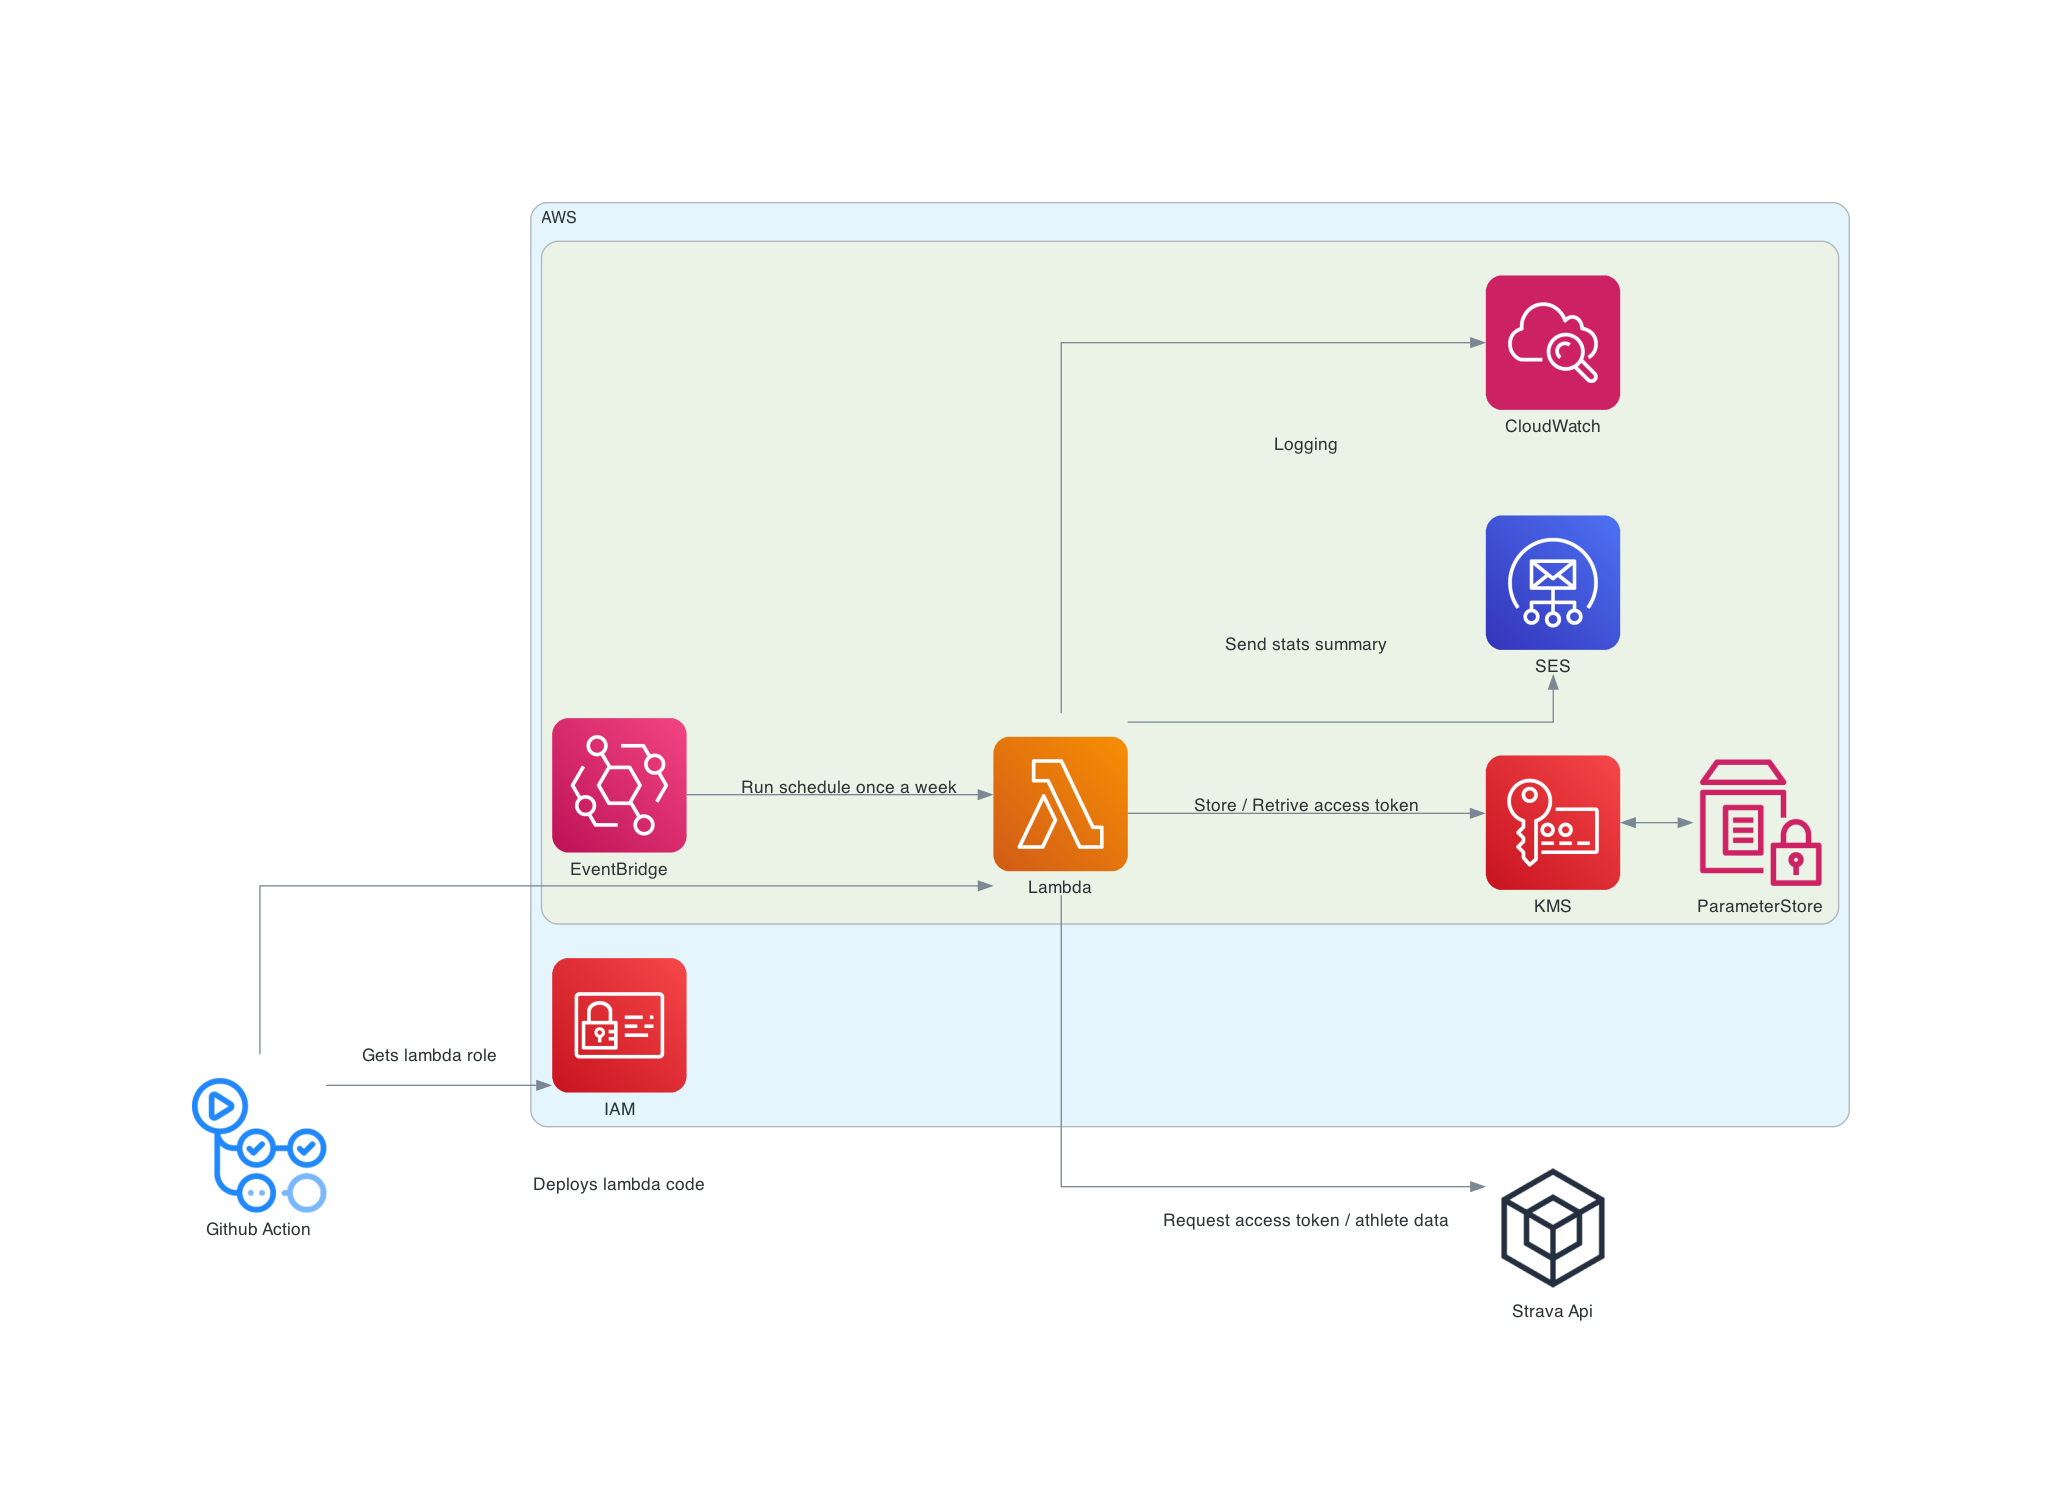 AWS
CloudWatch
Logging
Send stats summary
SES
Run schedule once a week
Store / Retrive access token
EventBridge
Lambda
KMS
ParameterStore
Gets lambda role
IAM
Deploys lambda code
Github Action
Request access token / athlete data
Strava Api